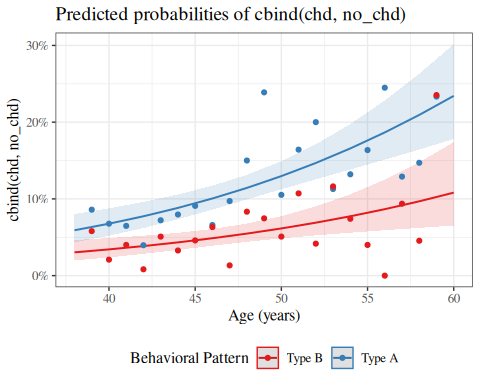 Predicted probabilities of cbind(chd, no_chd)
30%
20%
10%
0%
cbind(chd, no_chd)
40 45 50 55 60
Age (years)
Behavioral Pattern Type B Type A